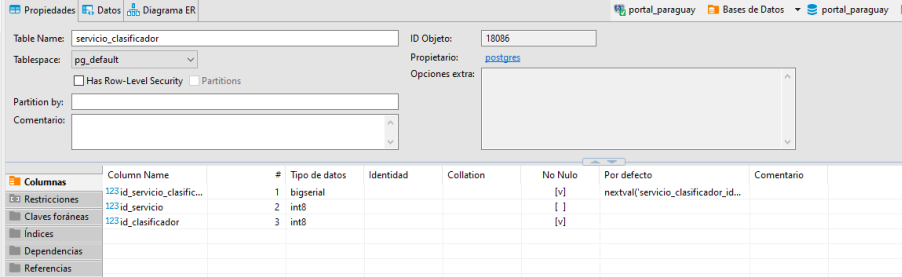 Propiedades Datos Diagrama ER portal_paraguay Bases de Datos portal_paraguay
Table Name: servicio_clasificador ID Objeto: 18086
Tablespace: pg_default Propietario: postgres
Has Row-Level Security Partitions Opciones extra:
Partition by:
Comentario:
Columnas Column Name # Tipo de datos Identidad Collation No Nulo Por defecto Comentario
123 id_servicio_clasific... 1 bigserial [v] nextval('servicio_clasificador_id...
Restricciones 123 id_servicio 2 int8 [ ]
Claves foráneas 123 id_clasificador 3 int8 [v]
Índices
Dependencias
Referencias